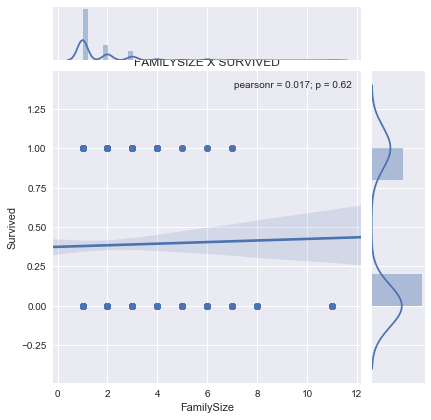 FAMILYSIZE X SURVIVED
pearsonr = 0.017; p = 0.62
1.25
1.00
0.75
0.50
0.25
0.00
−0.25
Survived
0 2 4 6 8 10 12
FamilySize